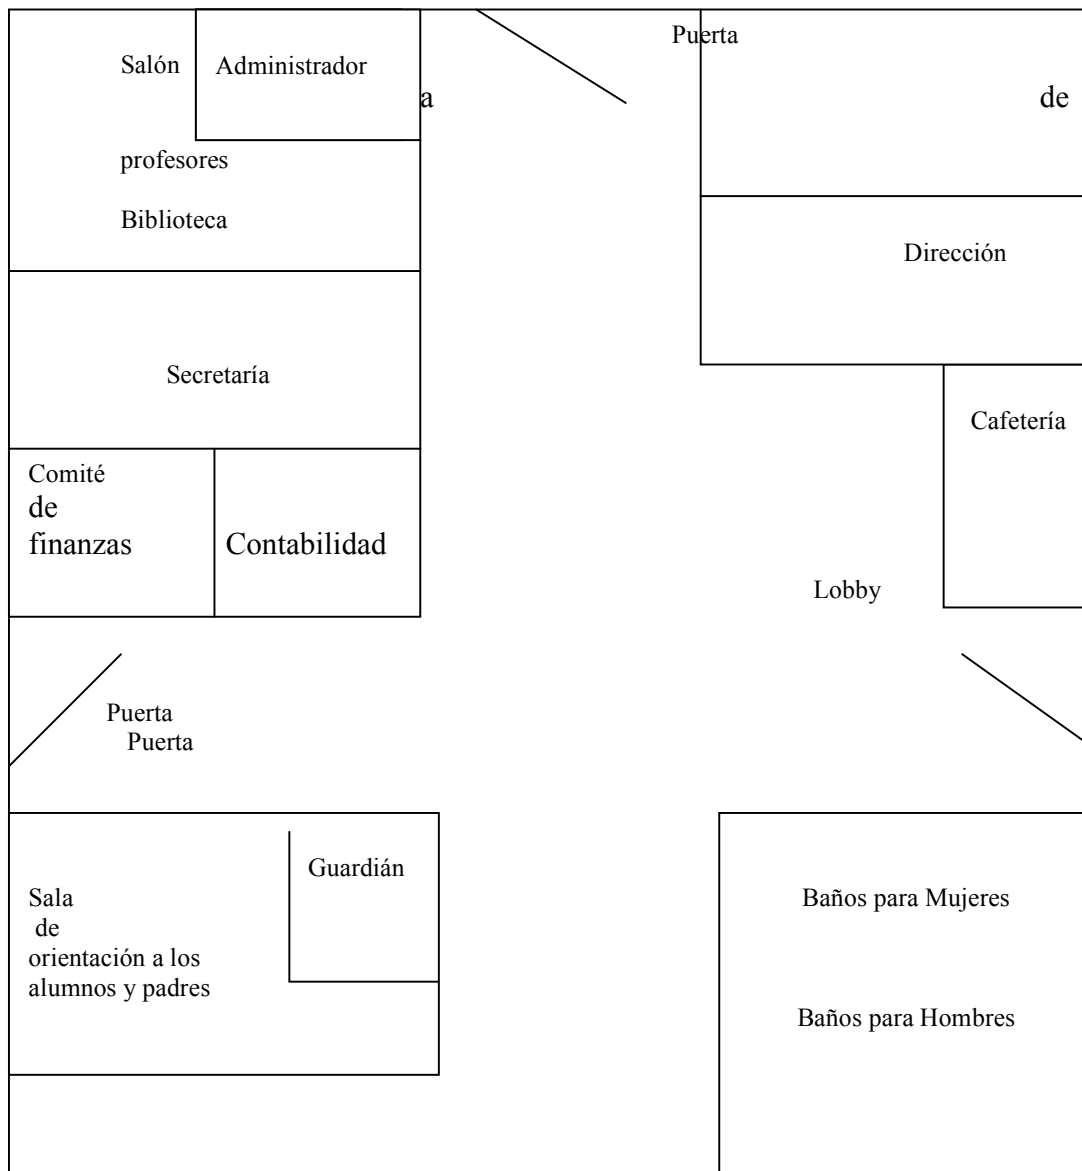 Puerta
Salón
Administrador
a
de
profesores
Biblioteca
Dirección
Secretaría
Cafetería
Comité
de
finanzas
Contabilidad
Lobby
Puerta
Puerta
Guardián
Sala
de
orientación a los
alumnos y padres
Baños para Mujeres
Baños para Hombres